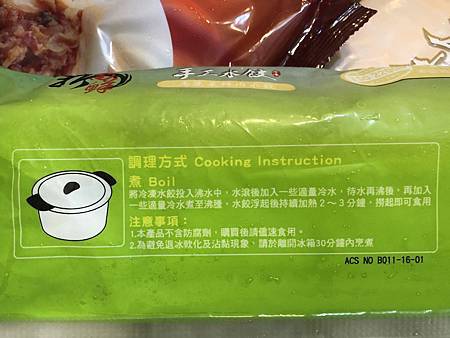 手工水餃
調理方式 Cooking Instruction
煮 Boil
將冷凍水餃投入沸水中，水滾後加入一些適量冷水，待水再沸後，再加入
一些適量冷水煮至沸騰，水餃浮起後持續加熱2～3分鐘，撈起即可食用
注意事項：
1.本產品不含防腐劑，購買後請儘速食用。
2.為避免退冰軟化及沾黏現象，請於離開冰箱30分鐘內烹煮
ACS NO B011-16-01